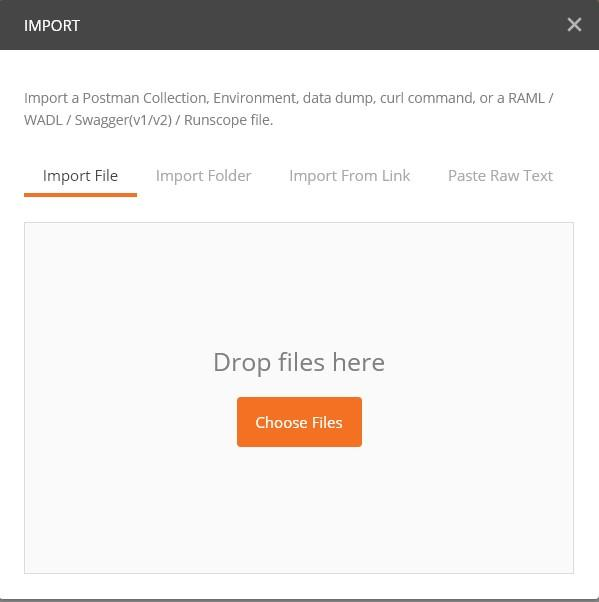 IMPORT
Import a Postman Collection, Environment, data dump, curl command, or a RAML /
WADL / Swagger(v1/v2) / Runscope file.
Import File Import Folder Import From Link Paste Raw Text
Drop files here
Choose Files